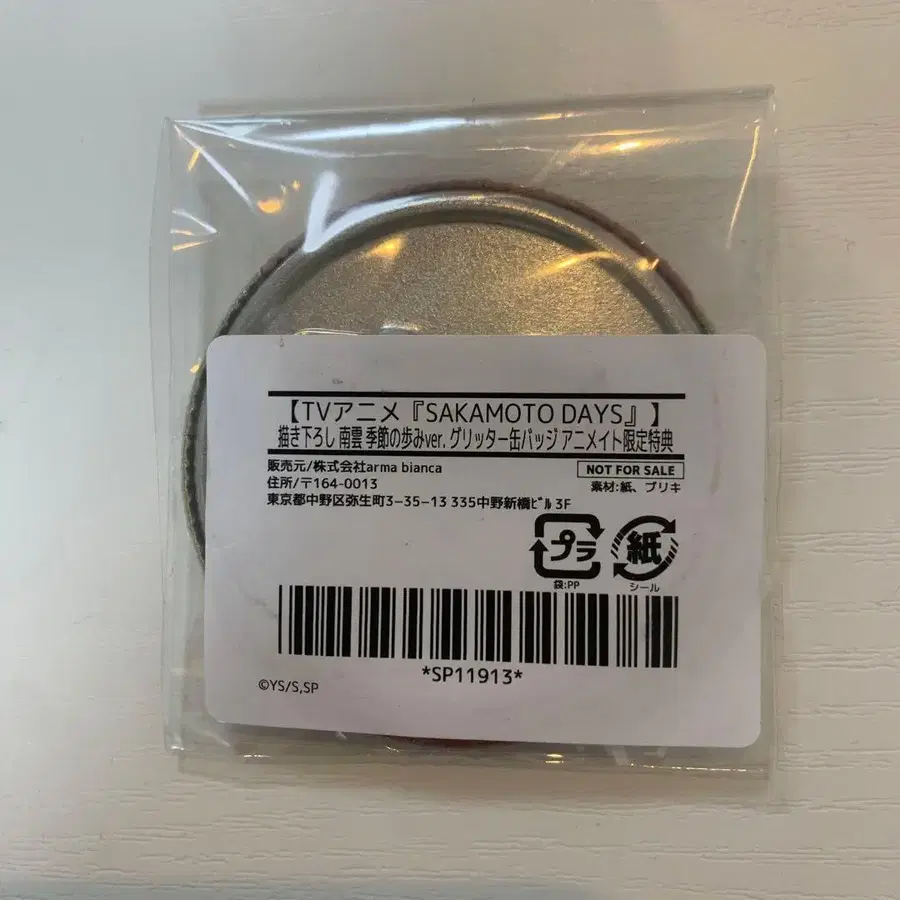 【TVアニメ『SAKAMOTO DAYS』】
描き下ろし 南雲 季節の歩みver. グリッター缶バッジ アニメイト限定特典
販売元/株式会社arma bianca
NOT FOR SALE
住所/〒164-0013
素材:紙、ブリキ
東京都中野区弥生町3-35-13 335中野新橋ﾋﾞﾙ 3F
プラ
紙
袋:PP
シール
*SP11913*
©YS/S,SP